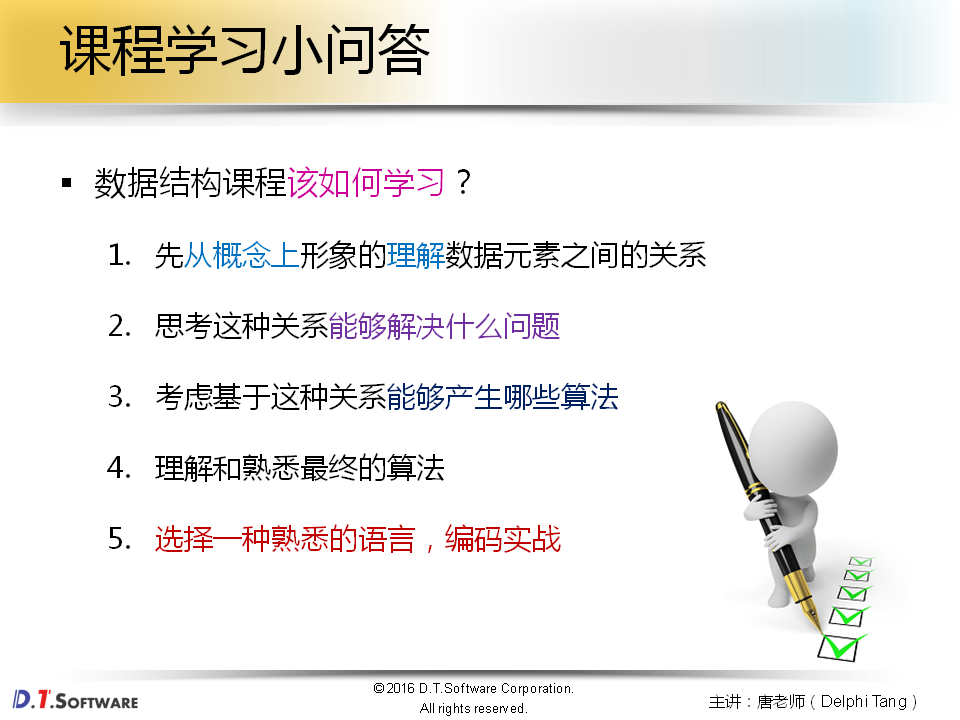 课程学习小问答
▪ 数据结构课程该如何学习？
1. 先从概念上形象的理解数据元素之间的关系
2. 思考这种关系能够解决什么问题
3. 考虑基于这种关系能够产生哪些算法
4. 理解和熟悉最终的算法
5. 选择一种熟悉的语言，编码实战
D.T.SOFTWARE
©2016 D.T.Software Corporation.
All rights reserved.
主讲：唐老师（Delphi Tang）